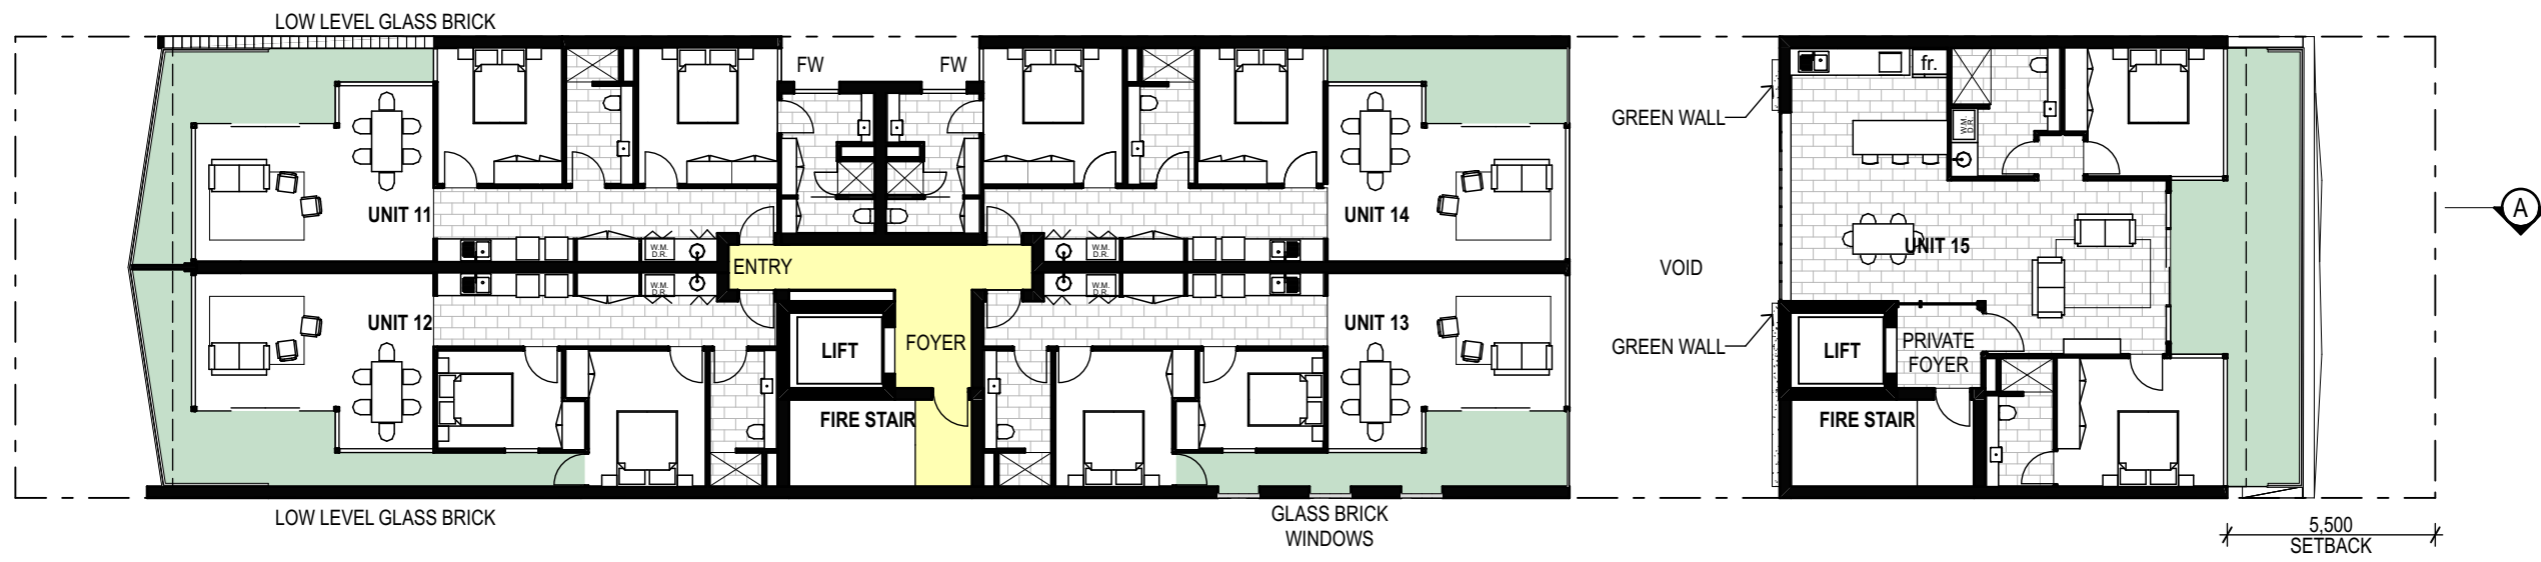 LOW LEVEL GLASS BRICK
FW
FW
fr.
GREEN WALL
W.M.
D.R.
A
UNIT 11
UNIT 14
UNIT 15
W.M.
D.R.
W.M.
D.R.
ENTRY
VOID
W.M.
D.R.
W.M.
D.R.
UNIT 12
UNIT 13
LIFT
FOYER
GREEN WALL
LIFT
PRIVATE
FOYER
FIRE STAIR
FIRE STAIR
LOW LEVEL GLASS BRICK
GLASS BRICK
WINDOWS
5,500
SETBACK